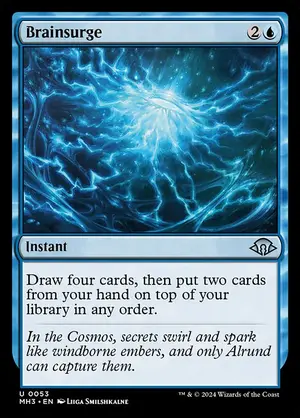 Brainsurge 2
Instant
Draw four cards, then put two cards
from your hand on top of your
library in any order.
In the Cosmos, secrets swirl and spark
like windborne embers, and only Alrund
can capture them.
U 0053
MH3 • EN LIIGA SMILSHKALNE
™ & © 2024 Wizards of the Coast